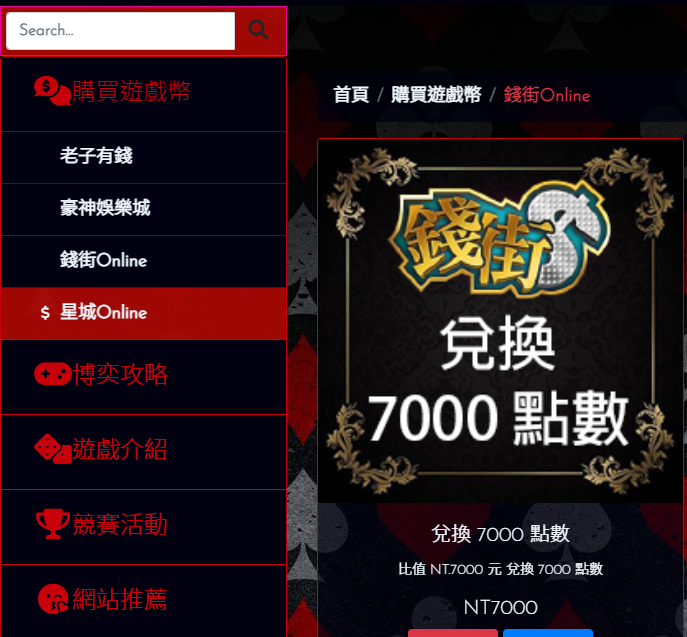 Search...
購買遊戲幣
老子有錢
豪神娛樂城
錢街Online
$ 星城Online
博奕攻略
遊戲介紹
競賽活動
網站推薦
首頁 / 購買遊戲幣 / 錢街Online
錢街
兌換
7000 點數
兌換 7000 點數
比值 NT.7000 元 兌換 7000 點數
NT7000